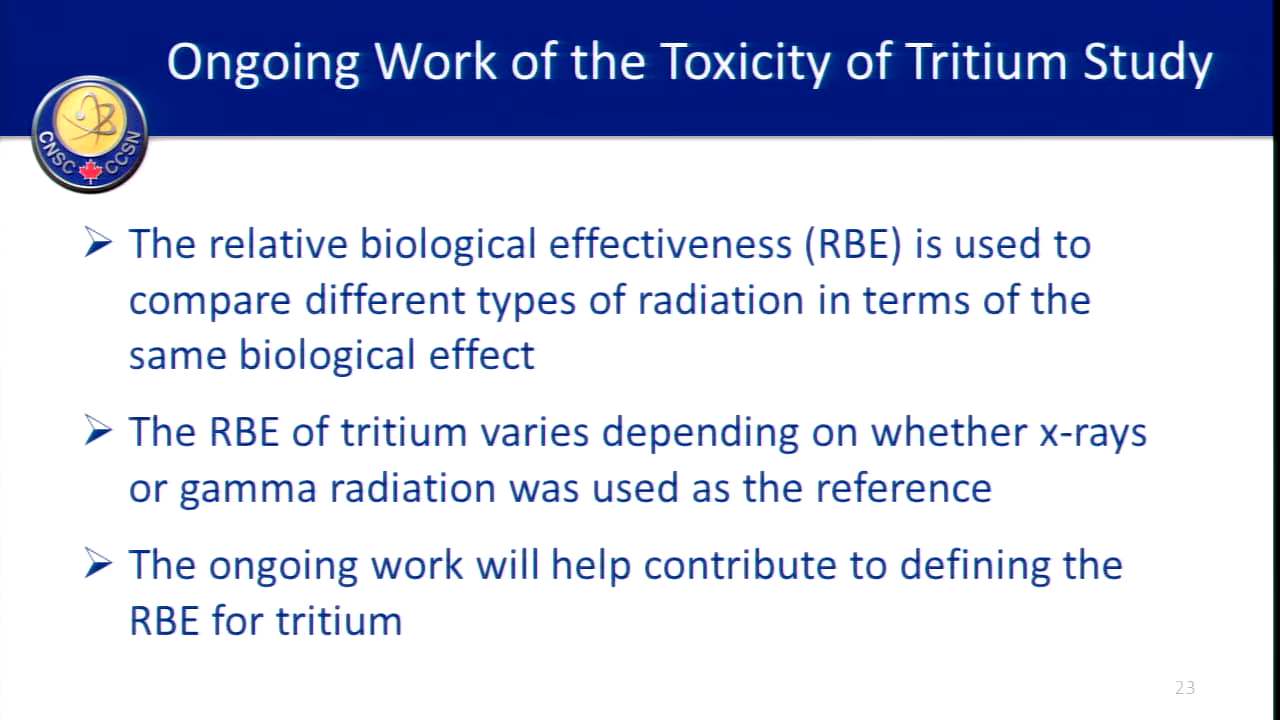 Ongoing Work of the Toxicity of Tritium Study
CNSC CCSN
The relative biological effectiveness (RBE) is used to
compare different types of radiation in terms of the
same biological effect
The RBE of tritium varies depending on whether x-rays
or gamma radiation was used as the reference
The ongoing work will help contribute to defining the
RBE for tritium
23